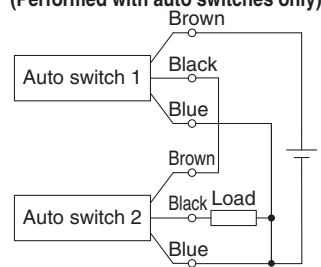 (Performed with auto switches only)
Brown
Black
Auto switch 1
Blue
Brown
Black Load
Auto switch 2
Blue